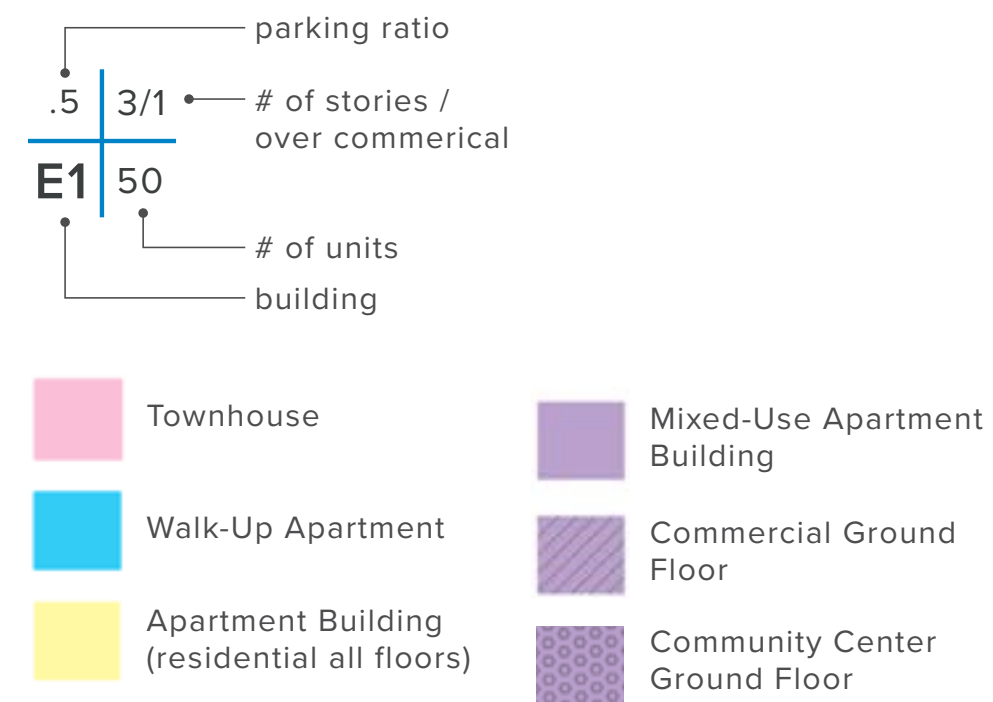 parking ratio
.5 3/1
# of stories /
over commerical
E1 50
# of units
building
Townhouse
Walk-Up Apartment
Apartment Building
(residential all floors)
Mixed-Use Apartment
Building
Commercial Ground
Floor
Community Center
Ground Floor